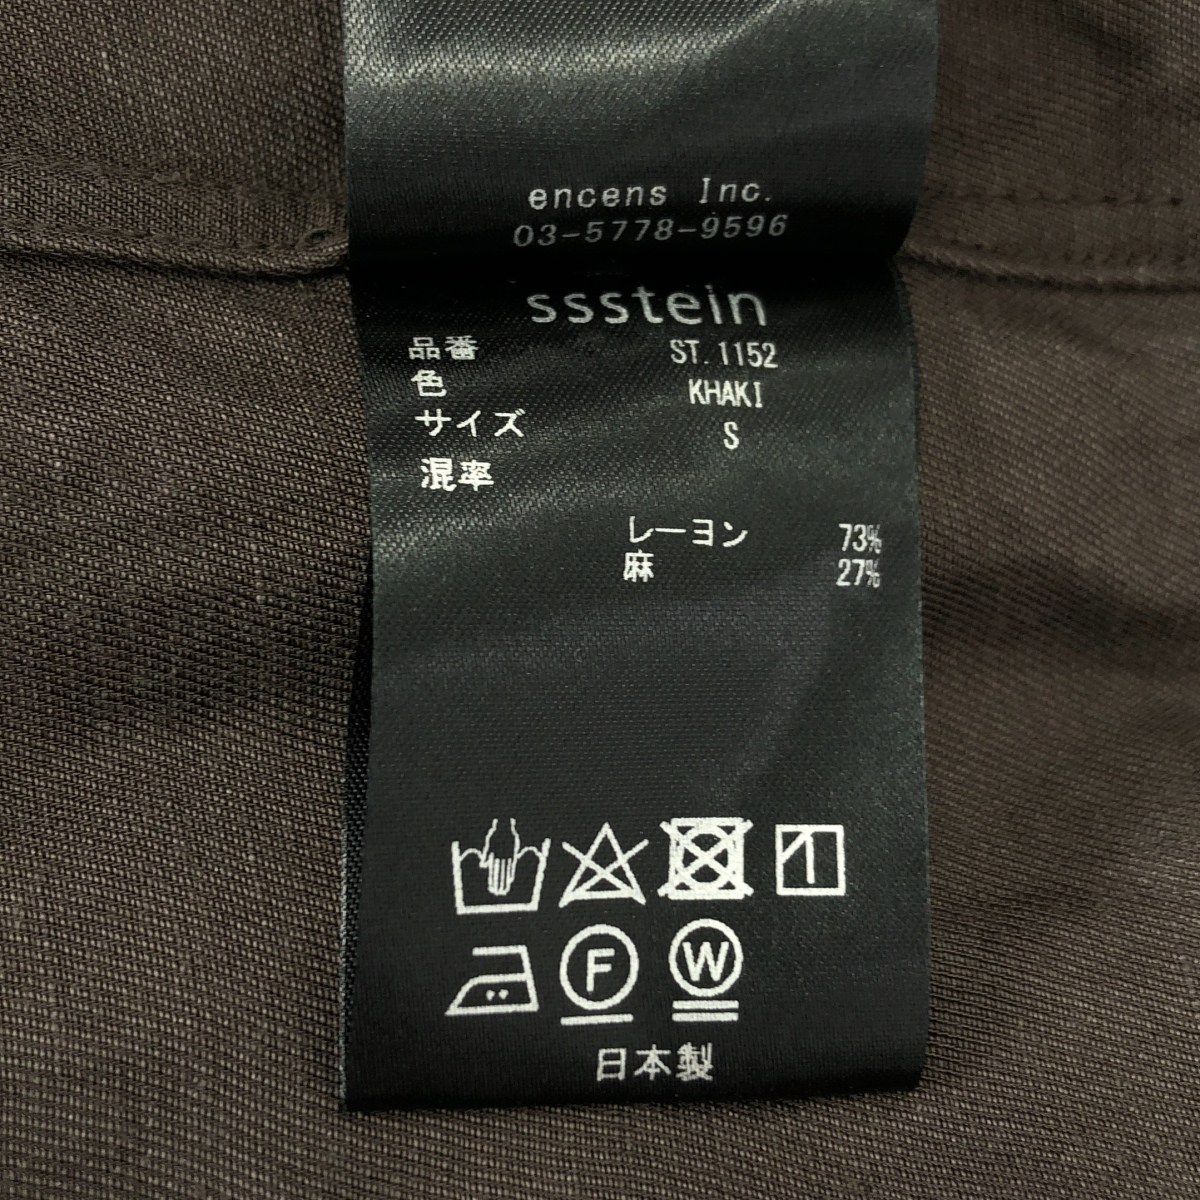 encens Inc.
03-5778-9596
ssstein
品番 ST.1152
色 KHAKI
サイズ S
混率
レーヨン 73%
麻 27%
F W
日本製